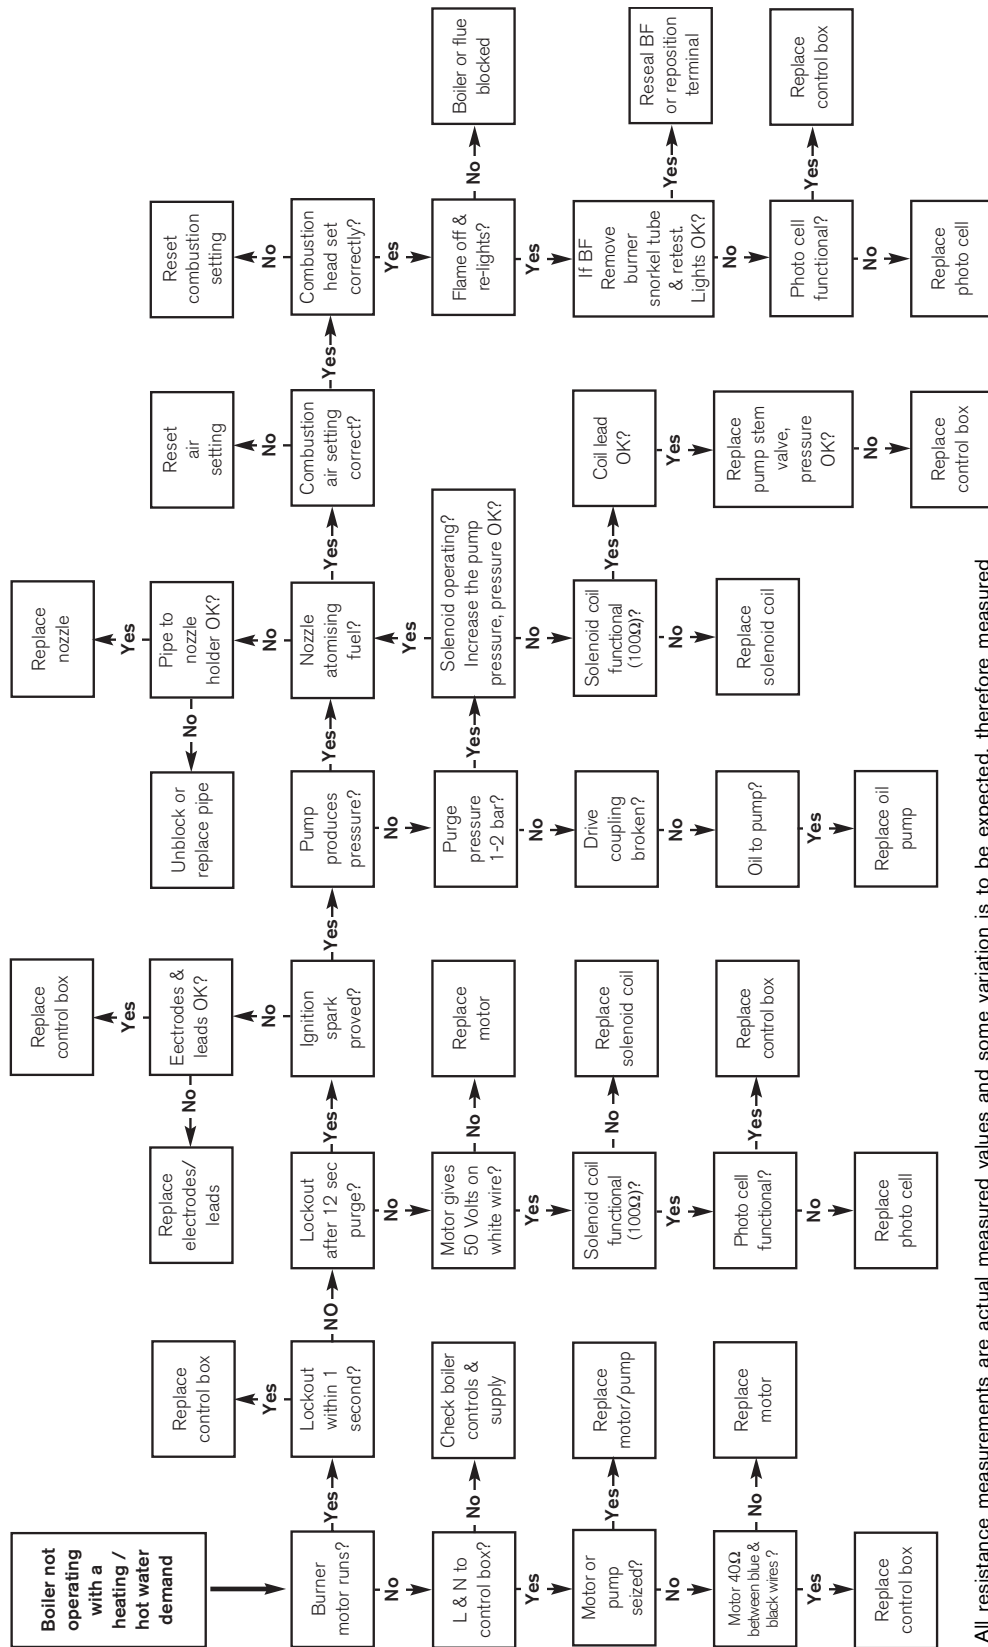 Boiler not
operating
with a
heating /
hot water
demand
Burner
motor runs?
No
L & N to
control box?
Yes
Motor or
pump
seized?
No
Motor 40Ω
between blue &
black wires ?
Yes
Replace
control box
Yes
No
Check boiler
controls &
supply
Yes
Replace
motor/pump
No
Replace
motor
Replace
control box
Yes
Lockout
within 1
second?
NO
Replace
electrodes/
leads
No
Lockout
after 12 sec
purge?
No
Motor gives
50 Volts on
white wire?
Yes
Solenoid coil
functional
(100Ω)?
Yes
Photo cell
functional?
No
Replace
photo cell
Yes
No
Replace
motor
No
Replace
solenoid coil
Yes
Replace
control box
Replace
control box
Yes
Eectrodes &
leads OK?
No
Ignition
spark
proved?
Yes
Unblock or
replace pipe
No
Pump
produces
pressure?
No
Purge
pressure
1-2 bar?
No
Drive
coupling
broken?
No
Oil to pump?
Yes
Replace oil
pump
Yes
Yes
Replace
nozzle
Yes
Pipe to
nozzle
holder OK?
No
Nozzle
atomising
fuel?
Yes
Solenoid operating?
Increase the pump
pressure, pressure OK?
No
Solenoid coil
functional
(100Ω)?
No
Replace
solenoid coil
Yes
Yes
Reset
air
setting
No
Combustion
air setting
correct?
Yes
Coil lead
OK?
Yes
Replace
pump stem
valve,
pressure
OK?
No
Replace
control box
Reset
combustion
setting
No
Combustion
head set
correctly?
Yes
Flame off &
re-lights?
Yes
If BF
Remove
burner
snorkel tube
& retest.
Lights OK?
No
Photo cell
functional?
No
Replace
photo cell
No
Boiler or flue
blocked
Yes
Reseal BF
or reposition
terminal
Yes
Replace
control box
All resistance measurements are actual measured values and some variation is to be expected, therefore measured